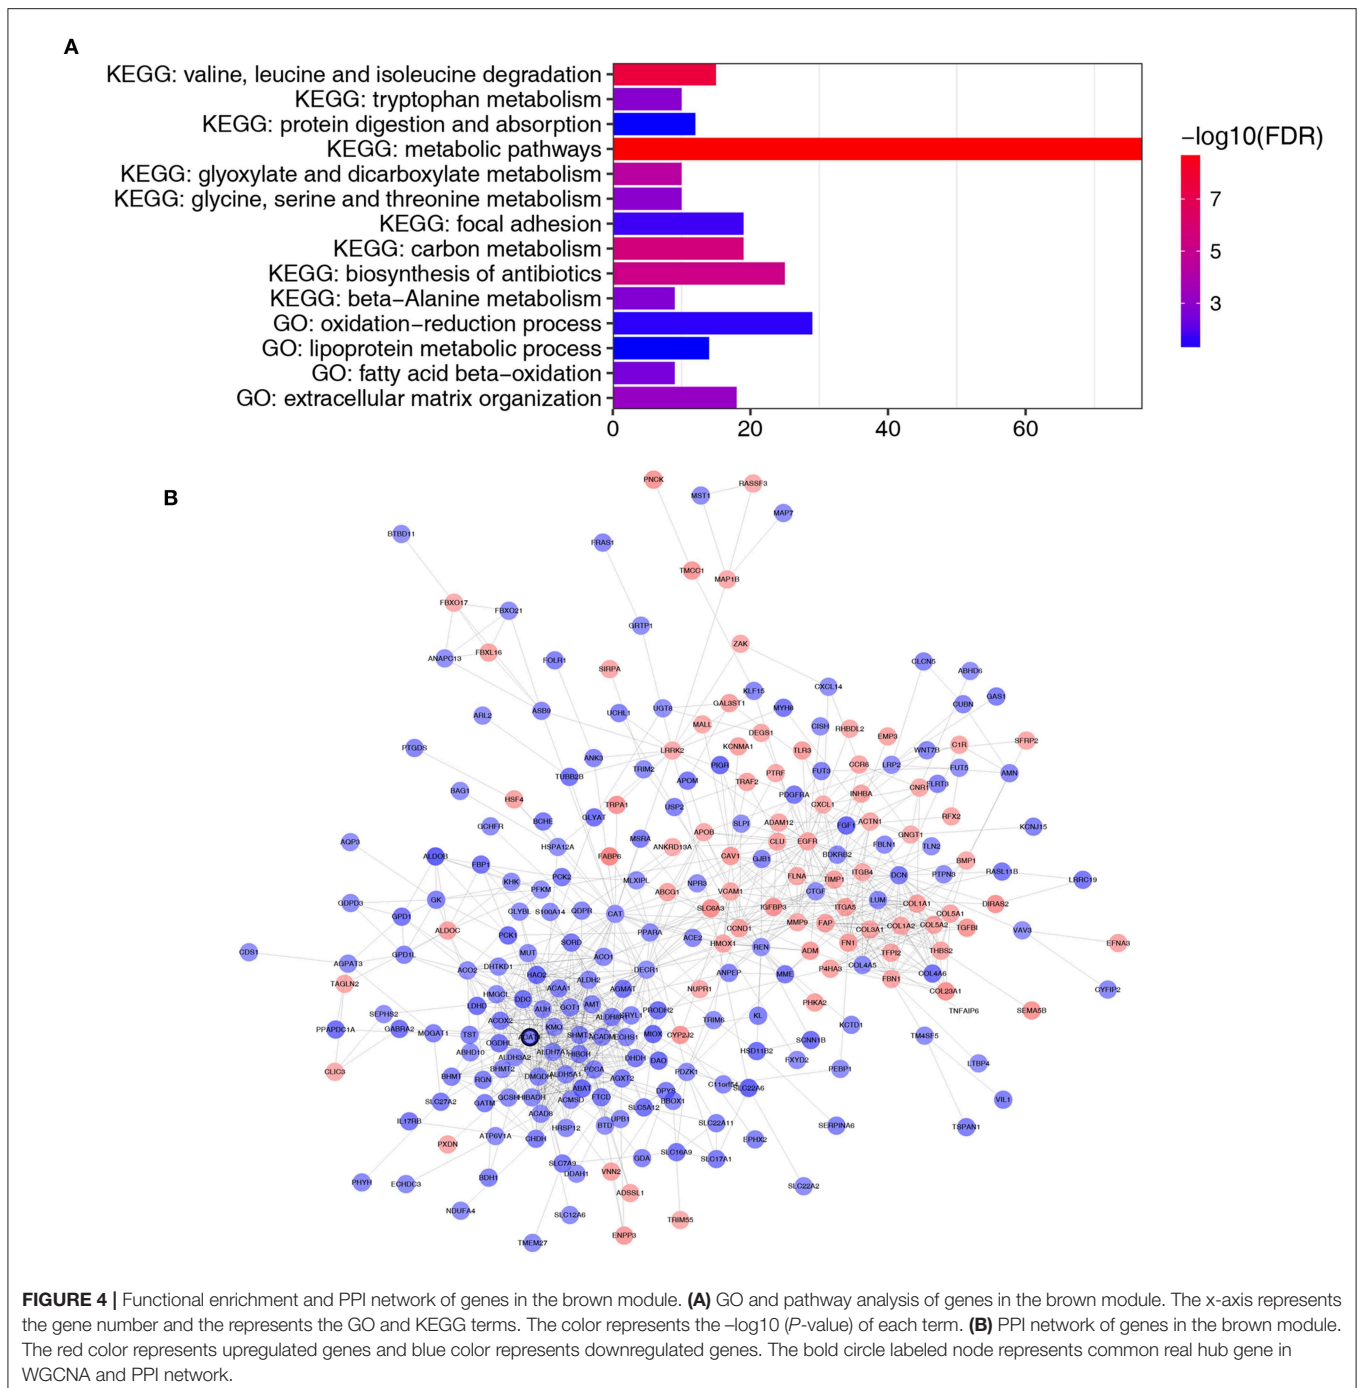 A
KEGG: valine, leucine and isoleucine degradation
KEGG: tryptophan metabolism
KEGG: protein digestion and absorption
KEGG: metabolic pathways
KEGG: glyoxylate and dicarboxylate metabolism
KEGG: glycine, serine and threonine metabolism
KEGG: focal adhesion
KEGG: carbon metabolism
KEGG: biosynthesis of antibiotics
KEGG: beta−Alanine metabolism
GO: oxidation−reduction process
GO: lipoprotein metabolic process
GO: fatty acid beta−oxidation
GO: extracellular matrix organization
0 20 40 60
−log10(FDR)
7
5
3
B
PNCK
RASSF3
MST1
MAP7
BTBD11
FRAS1
TMCC1
MAP1B
FBXO17
FBXO21
GRTP1
ZAK
ANAPC13
FBXL16
FOLR1
SIRPA
CLCN5
ABHD6
KLF15
CXCL14
GAS1
CUBN
GAL3ST1
MYH8
ARL2
ASB9
UCHL1
UGT8
MALL
CISH
RHBDL2
DEGS1
EMP3
SFRP2
C1R
PTGDS
KCNMA1
TLR3
WNT7B
LRRK2
ANK3
TRIM2
PIGR
CCR6
LRP2
FUT5
AMN
TUBB2B
APOM
PTRF
FUT3
TRAF2
CNR1
FLRT3
BAG1
HSF4
TRPA1
USP2
PDGFRA
CXCL1
INHBA
GCHFR
BCHE
GLYAT
SLPI
ADAM12
FGF1
ACTN1
RFX2
KCNJ15
AQP3
HSPA12A
MSRA
ANKRD13A
APOB
CLU
EGFR
FBLN1
GNGT1
TLN2
ALDOB
FBP1
FABP6
CAV1
GJB1
BDKRB2
BMP1
KHK
PCK2
MLXIPL
NPR3
FLNA
TIMP1
ITGB4
DCN
PTPN3
RASL11B
LRRC19
PFKM
ABCG1
VCAM1
CTGF
LUM
GDPD3
GK
GLYBL
S100A14
QDPR
CAT
SLC6A3
IGFBP3
ITGA5
COL1A1
COL5A1
DIRAS2
GPD1
ALDOC
PCK1
SORD
PPARA
ACE2
CCND1
MMP9
FAP
COL3A1
COL1A2
COL5A2
TGFBI
VAV3
EFNA3
CDS1
AGPAT3
GPD1L
MUT
ACO1
HMOX1
REN
ADM
FN1
TFPI2
THBS2
ACO2
DHTKD1
HAO2
ALDH2
DECR1
ANPEP
MME
P4HA3
COL4A5
FBN1
COL4A6
TAGLN2
HMGCL
ACAA1
AGMAT
NUPR1
COL23A1
CYFIP2
LDHD
DDC
AUH
GOT1
AMT
PRODH2
PHKA2
TNFAIP6
SEMA5B
SEPHS2
ACOX2
CRYL1
TRIM6
KL
KCTD1
PPAPDC1A
GABRA2
MOGAT1
TST
OGDHL
KMO
ACADM
ECHS1
MIOX
CYP2J2
SCNN1B
TM4SF5
ABHD10
ALDH3A2
ALDH7A1
HIBCH
DHDH
DAO
HSD11B2
FXYD2
PEBP1
LTBP4
CLIC3
BHMT
RGN
BHMT2
DMGDH
ALDH5A1
PCCA
AGXT2
PDZK1
C11orf54
SLC22A6
VIL1
SLC27A2
GATM
GCSH
HIBADH
ABAT
ACMSD
FTCD
DPYS
BBOX1
SLC5A12
IL17RB
ACAD8
UPB1
SLC22A11
SERPINA6
TSPAN1
PXDN
ATP6V1A
CHDH
HRSP12
BTD
EPHX2
SLC16A9
SLC17A1
PHYH
ECHDC3
BDH1
SLC7A9
DDAH1
VNN2
GDA
SLC22A2
NDUFA4
SLC12A6
ADSSL1
TRIM55
TMEM27
ENPP3
FIGURE 4 | Functional enrichment and PPI network of genes in the brown module. (A) GO and pathway analysis of genes in the brown module. The x-axis represents
the gene number and the represents the GO and KEGG terms. The color represents the –log10 (P-value) of each term. (B) PPI network of genes in the brown module.
The red color represents upregulated genes and blue color represents downregulated genes. The bold circle labeled node represents common real hub gene in
WGCNA and PPI network.